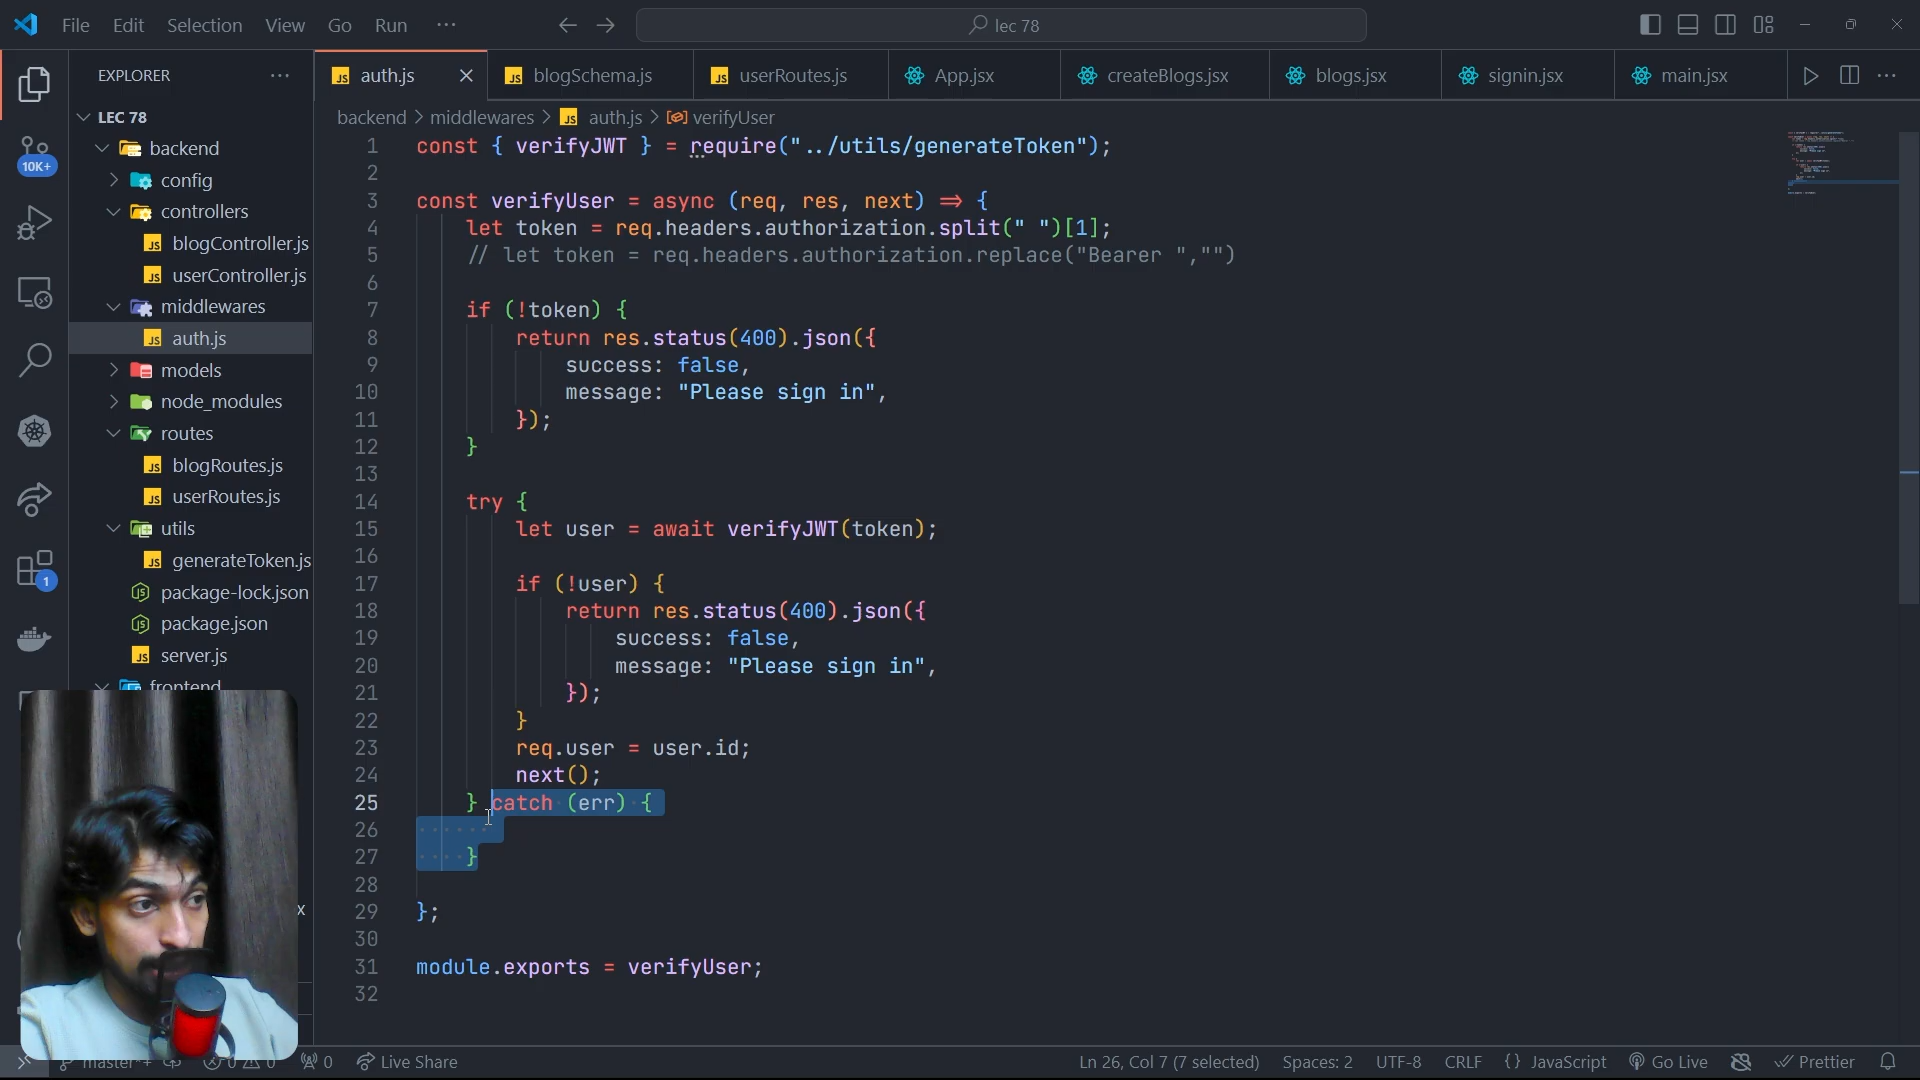 File Edit Selection View Go Run ···
lec 78
EXPLORER ···
auth.js
blogSchema.js
userRoutes.js
App.jsx
createBlogs.jsx
blogs.jsx
signin.jsx
main.jsx
backend > middlewares > auth.js > verifyUser
LEC 78
backend
config
controllers
blogController.js
userController.js
middlewares
auth.js
models
node_modules
routes
blogRoutes.js
userRoutes.js
utils
generateToken.js
package-lock.json
package.json
server.js
frontend
10K+
1
x
1 const { verifyJWT } = require("../utils/generateToken");
2
3 const verifyUser = async (req, res, next) => {
4 let token = req.headers.authorization.split(" ")[1];
5 // let token = req.headers.authorization.replace("Bearer ","")
6
7 if (!token) {
8 return res.status(400).json({
9 success: false,
10 message: "Please sign in",
11 });
12 }
13
14 try {
15 let user = await verifyJWT(token);
16
17 if (!user) {
18 return res.status(400).json({
19 success: false,
20 message: "Please sign in",
21 });
22 }
23 req.user = user.id;
24 next();
25 } catch (err) {
26
27 }
28
29 };
30
31 module.exports = verifyUser;
32
master*+ 0 0 0 Live Share
Ln 26, Col 7 (7 selected) Spaces: 2 UTF-8 CRLF {} JavaScript Go Live Prettier